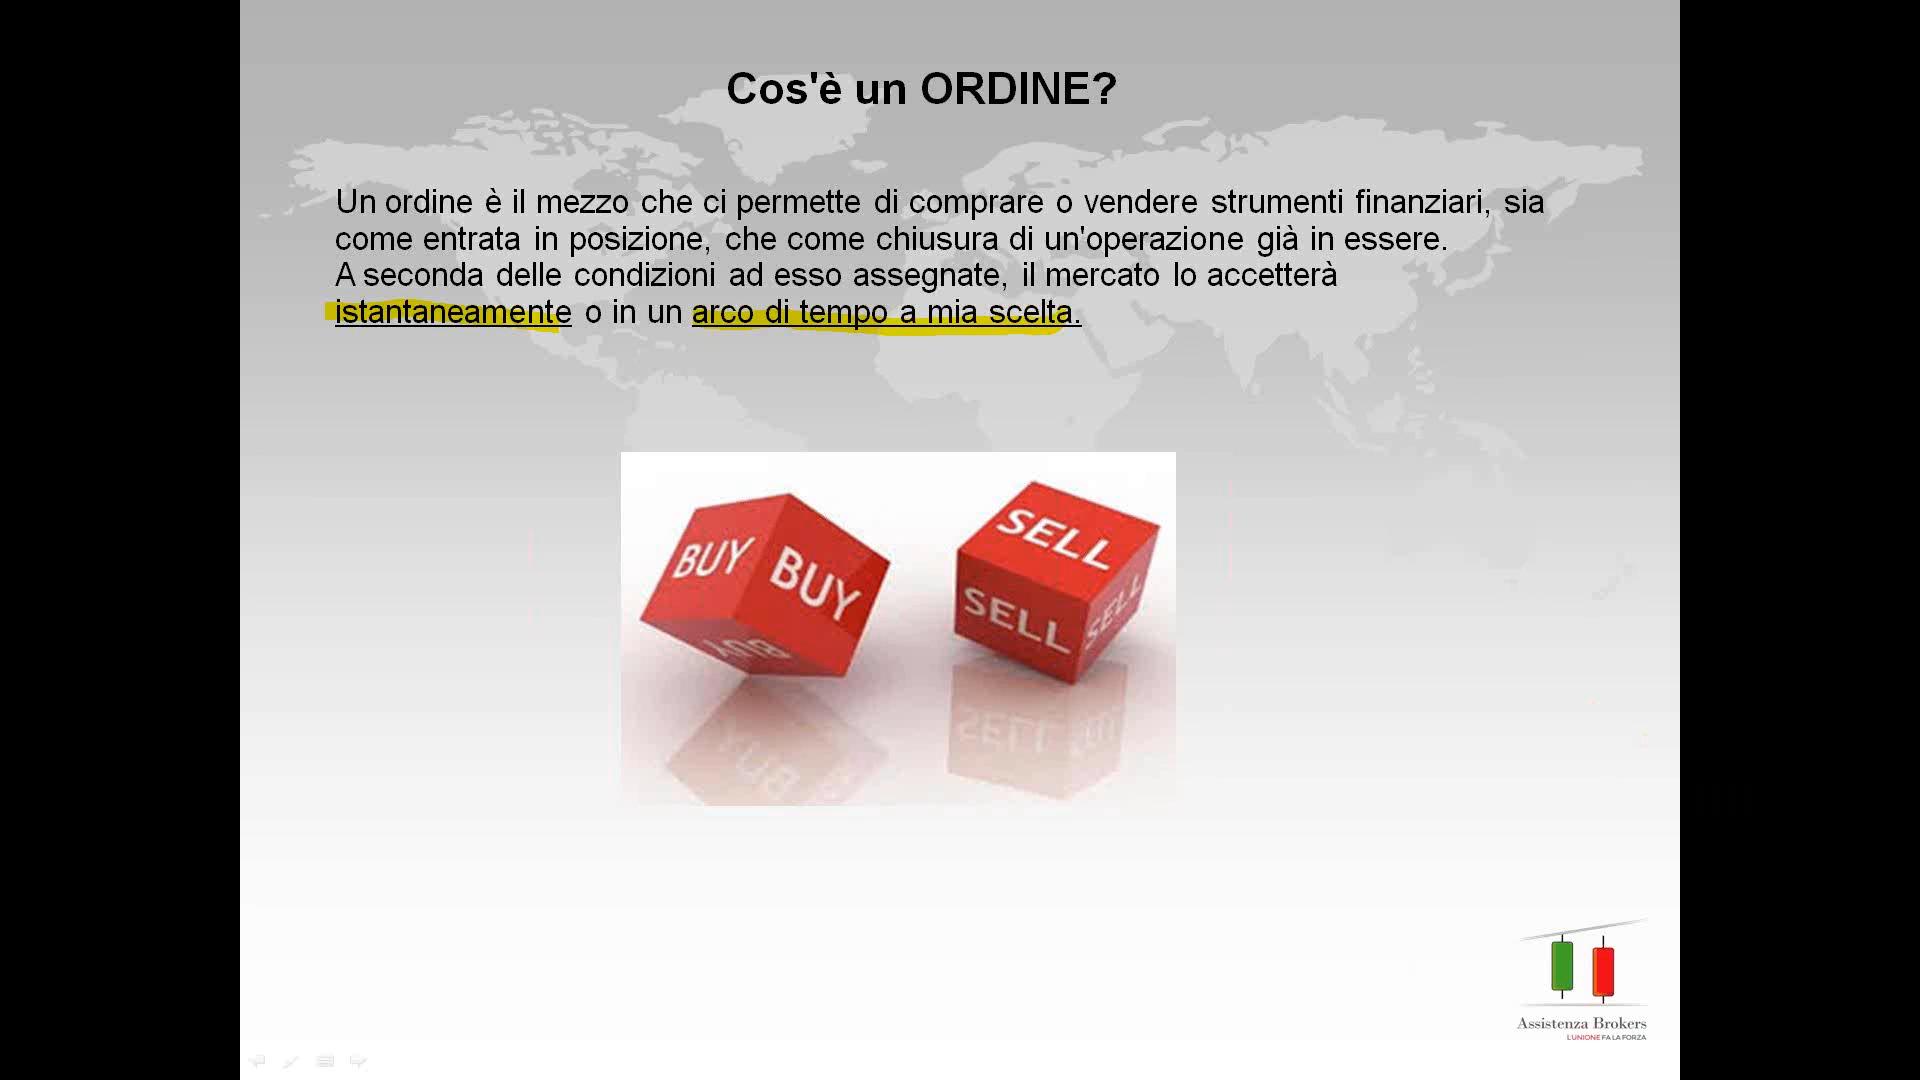 Cos'è un ORDINE?
Un ordine è il mezzo che ci permette di comprare o vendere strumenti finanziari, sia
come entrata in posizione, che come chiusura di un'operazione già in essere.
A seconda delle condizioni ad esso assegnate, il mercato lo accetterà
istantaneamente o in un arco di tempo a mia scelta.
BUY
BUY
BUY
SELL
SELL
SELL
Assistenza Brokers
L'UNIONE FA LA FORZA